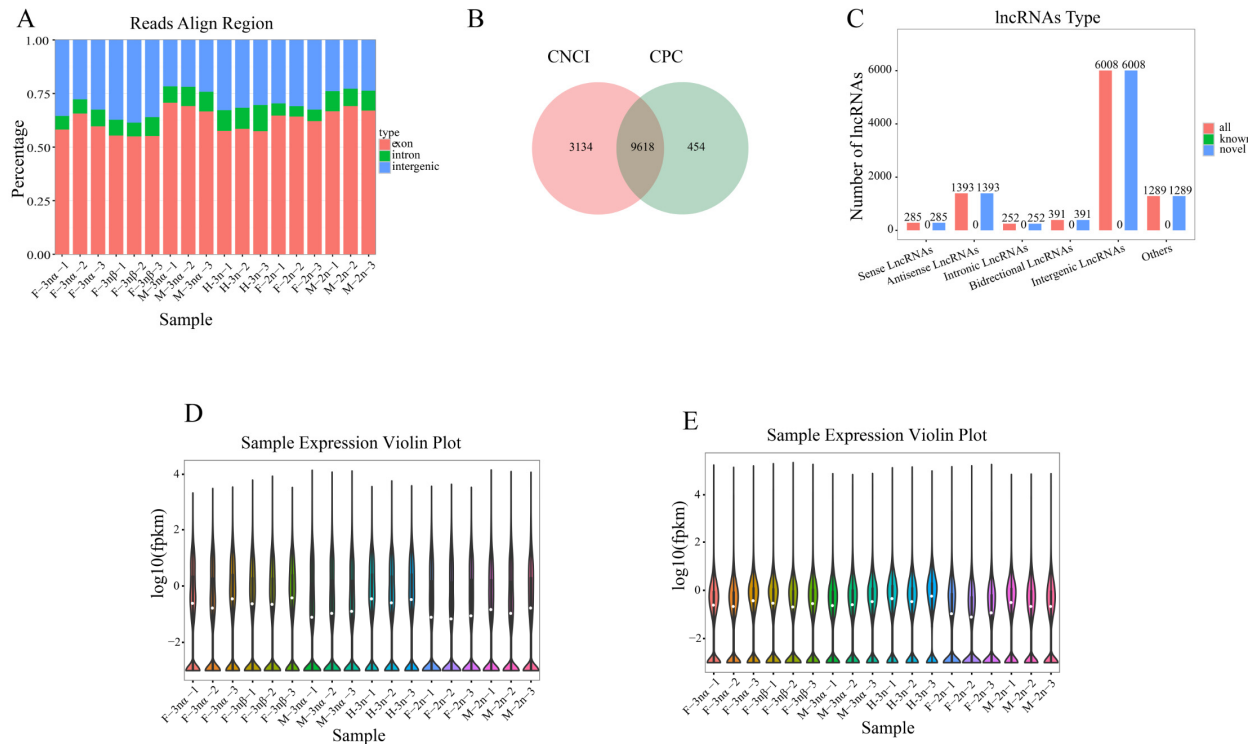 A
Reads Align Region
1.00
0.75
0.50
0.25
0.00
Percentage
type
exon
intron
intergenic
F−3nα−1
F−3nα−2
F−3nα−3
F−3nβ−1
F−3nβ−2
F−3nβ−3
M−3nα−1
M−3nα−2
M−3nα−3
H-3n−1
H-3n−2
H-3n−3
F−2n−1
F−2n−2
F−2n−3
M−2n−1
M−2n−2
M−2n−3
Sample
B
CNCI
CPC
3134
9618
454
C
lncRNAs Type
6000
4000
2000
0
Number of lncRNAs
285
0
285
1393
0
1393
252
0
252
391
0
391
6008
0
6008
1289
0
1289
all
known
novel
Sense LncRNAs
Antisense LncRNAs
Intronic LncRNAs
Bidrectional LncRNAs
Intergenic LncRNAs
Others
D
Sample Expression Violin Plot
4
2
0
−2
log10(fpkm)
F−3nα−1
F−3nα−2
F−3nα−3
F−3nβ−1
F−3nβ−2
F−3nβ−3
M−3nα−1
M−3nα−2
M−3nα−3
H-3n−1
H-3n−2
H-3n−3
F−2n−1
F−2n−2
F−2n−3
M−2n−1
M−2n−2
M−2n−3
Sample
E
Sample Expression Violin Plot
4
2
0
−2
log10(fpkm)
F−3nα−1
F−3nα−2
F−3nα−3
F−3nβ−1
F−3nβ−2
F−3nβ−3
M−3nα−1
M−3nα−2
M−3nα−3
H-3n−1
H-3n−2
H-3n−3
F−2n−1
F−2n−2
F−2n−3
M−2n−1
M−2n−2
M−2n−3
Sample